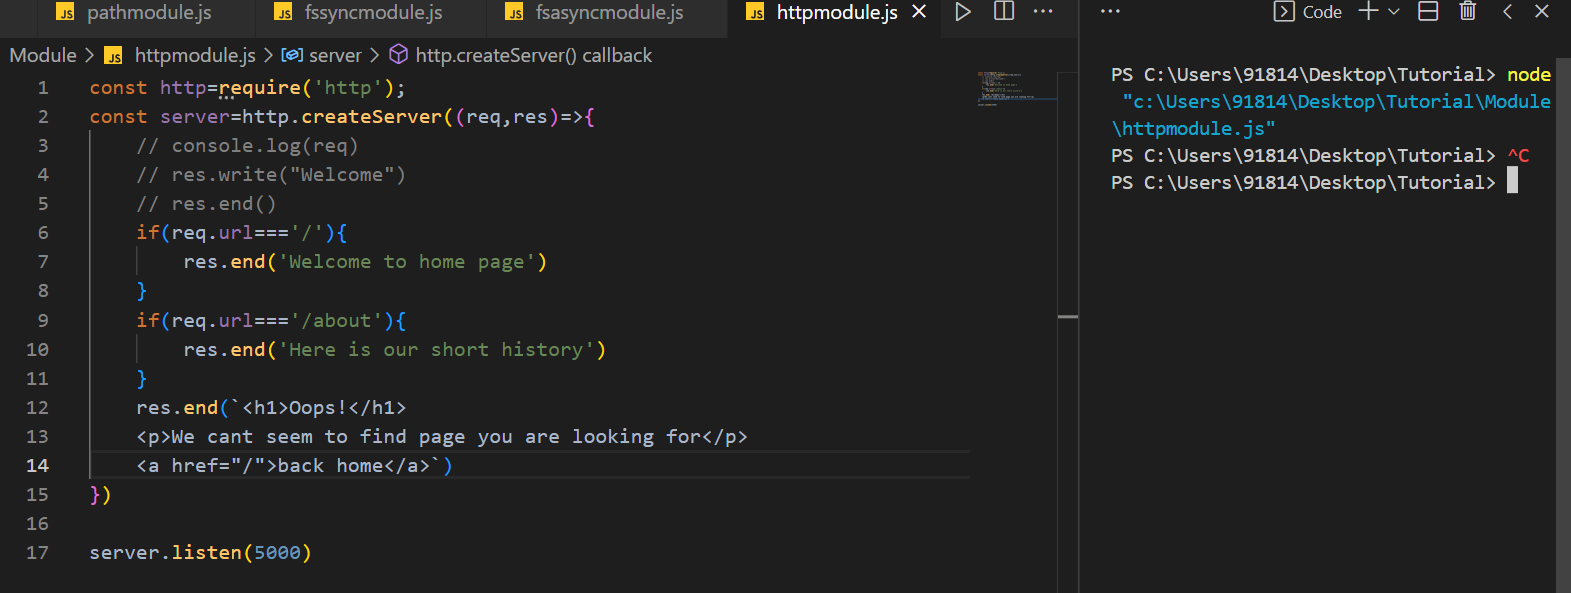 JS pathmodule.js JS fssyncmodule.js JS fsasyncmodule.js JS httpmodule.js
Module > JS httpmodule.js > server > http.createServer() callback
1 const http=require('http');
2 const server=http.createServer((req,res)=>{
3 // console.log(req)
4 // res.write("Welcome")
5 // res.end()
6 if(req.url==='/'){
7 res.end('Welcome to home page')
8 }
9 if(req.url==='/about'){
10 res.end('Here is our short history')
11 }
12 res.end(`<h1>Oops!</h1>
13 <p>We cant seem to find page you are looking for</p>
14 <a href="/">back home</a>`)
15 })
16
17 server.listen(5000)
Code
PS C:\Users\91814\Desktop\Tutorial> node
"c:\Users\91814\Desktop\Tutorial\Module
\httpmodule.js"
PS C:\Users\91814\Desktop\Tutorial> ^C
PS C:\Users\91814\Desktop\Tutorial>